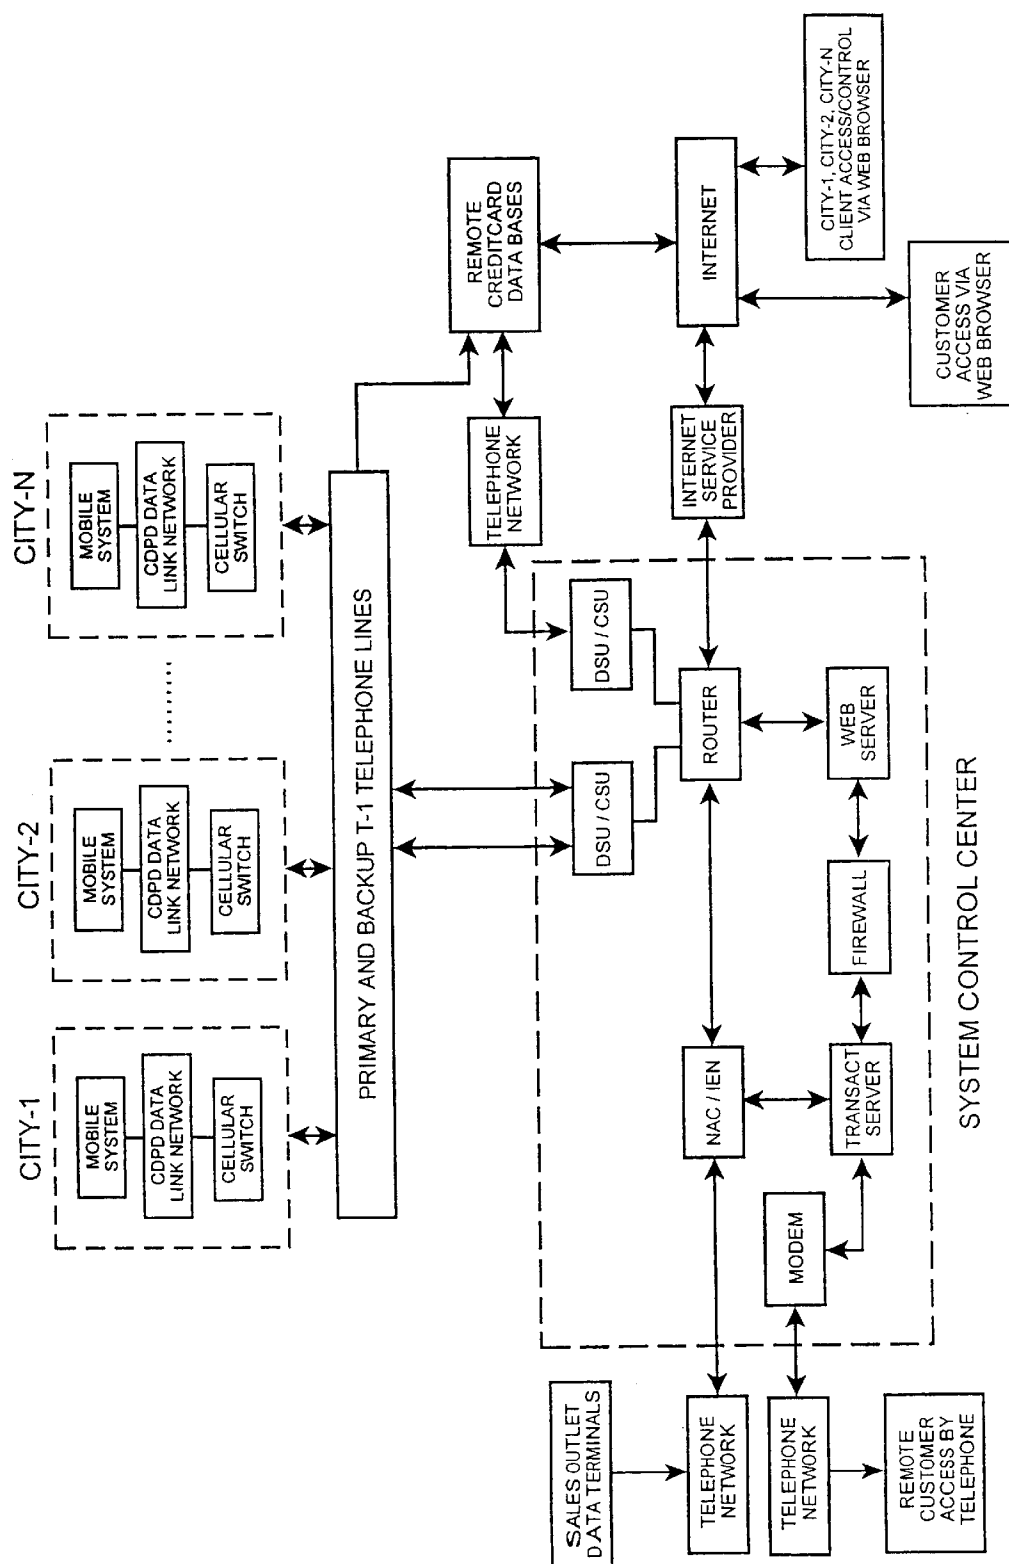 CITY-1
MOBILE
SYSTEM
CDPD DATA
LINK NETWORK
CELLULAR
SWITCH
CITY-2
MOBILE
SYSTEM
CDPD DATA
LINK NETWORK
CELLULAR
SWITCH
.........
CITY-N
MOBILE
SYSTEM
CDPD DATA
LINK NETWORK
CELLULAR
SWITCH
PRIMARY AND BACKUP T-1 TELEPHONE LINES
REMOTE
CREDITCARD
DATA BASES
TELEPHONE
NETWORK
SALES OUTLET
DATA TERMINALS
DSU / CSU
DSU / CSU
TELEPHONE
NETWORK
NAC / IEN
ROUTER
INTERNET
SERVICE
PROVIDER
INTERNET
TELEPHONE
NETWORK
MODEM
REMOTE
CUSTOMER
ACCESS BY
TELEPHONE
TRANSACT
SERVER
FIREWALL
WEB
SERVER
CITY-1, CITY-2, CITY-N
CLIENT ACCESS/CONTROL
VIA WEB BROWSER
CUSTOMER
ACCESS VIA
WEB BROWSER
SYSTEM CONTROL CENTER